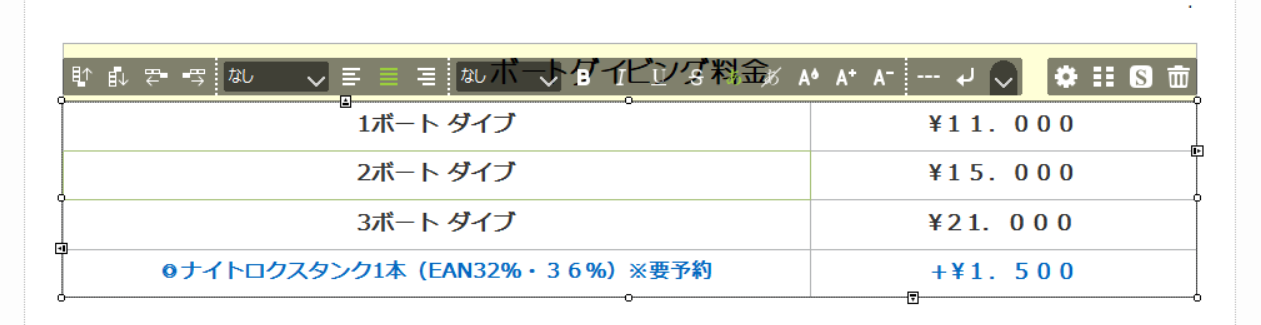 ボートダイビング料金
なし なし B I U S A A+ A- ---
1ボート ダイブ ¥１１．０００
2ボート ダイブ ¥１５．０００
3ボート ダイブ ¥２１．０００
◎ナイトロクスタンク1本（EAN32%・３６%）※要予約 +¥１．５００